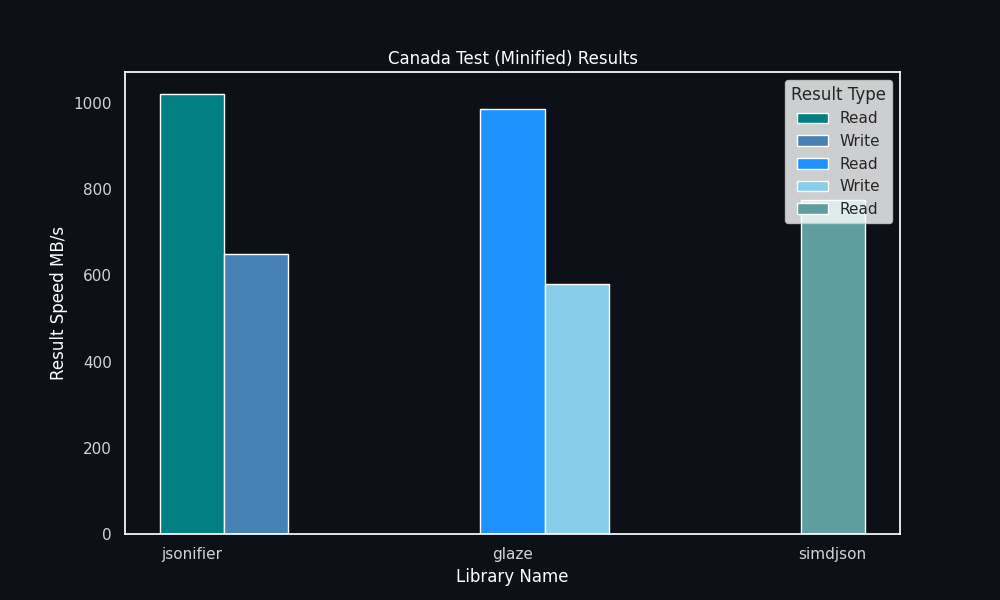 Canada Test (Minified) Results
Result Type
Read
Write
Read
Write
Read
1000
800
600
400
200
0
Result Speed MB/s
jsonifier
glaze
simdjson
Library Name